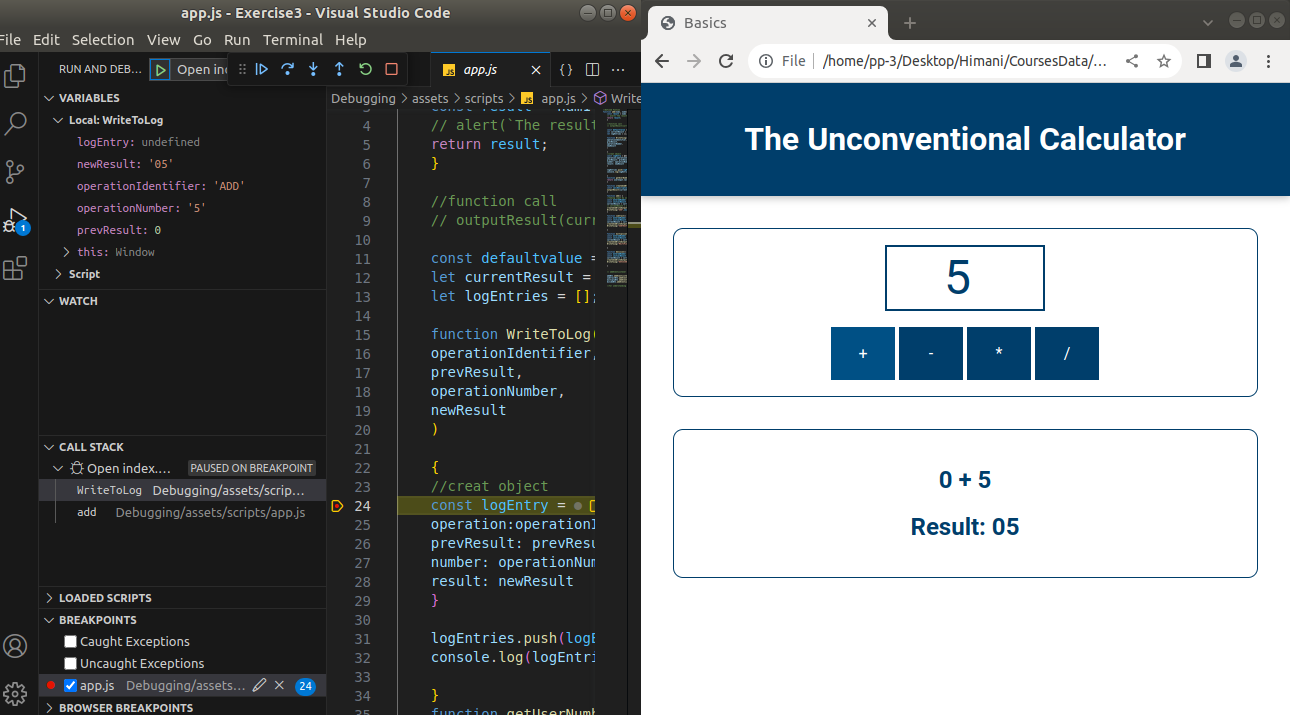 app.js - Exercise3 - Visual Studio Code
File Edit Selection View Go Run Terminal Help
RUN AND DEB... Open in
JS app.js
Debugging > assets > scripts > JS app.js > Write
VARIABLES
Local: WriteToLog
logEntry: undefined
newResult: '05'
operationIdentifier: 'ADD'
operationNumber: '5'
prevResult: 0
this: Window
Script
WATCH
CALL STACK
Open index.... PAUSED ON BREAKPOINT
WriteToLog Debugging/assets/scrip...
add Debugging/assets/scripts/app.js
LOADED SCRIPTS
BREAKPOINTS
Caught Exceptions
Uncaught Exceptions
app.js Debugging/assets... 24
BROWSER BREAKPOINTS
1
3 const result = num1
4 // alert(`The result
5 return result;
6 }
7
8 //function call
9 // outputResult(curr
10
11 const defaultvalue =
12 let currentResult =
13 let logEntries = [];
14
15 function WriteToLog(
16 operationIdentifier,
17 prevResult,
18 operationNumber,
19 newResult
20 )
21
22 {
23 //creat object
24 const logEntry = {
25 operation:operationI
26 prevResult: prevResu
27 number: operationNum
28 result: newResult
29 }
30
31 logEntries.push(logE
32 console.log(logEntri
33
34 }
35 function getUserNumb
Basics
File | /home/pp-3/Desktop/Himani/CoursesData/...
The Unconventional Calculator
5
+ - * /
0 + 5
Result: 05